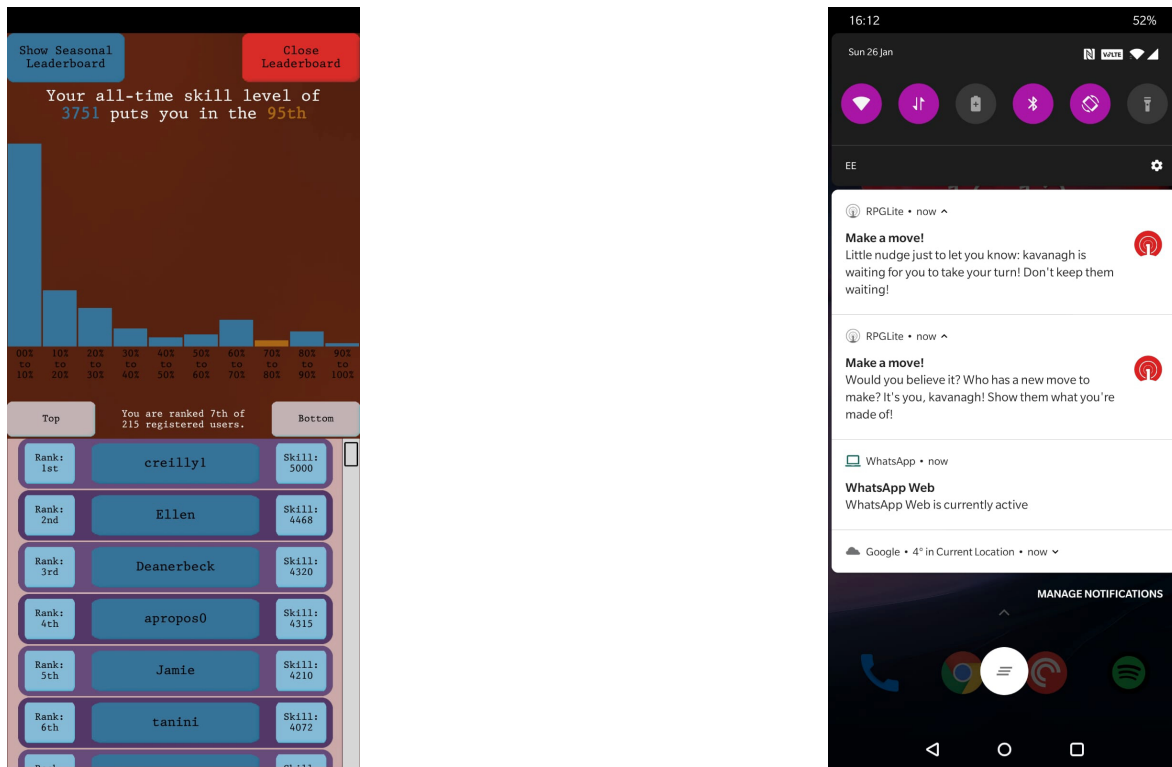 Show Seasonal
Leaderboard
Close
Leaderboard
Your all-time skill level of
3751 puts you in the 95th
00% to 10%
10% to 20%
20% to 30%
30% to 40%
40% to 50%
50% to 60%
60% to 70%
70% to 80%
80% to 90%
90% to 100%
Top
You are ranked 7th of
215 registered users.
Bottom
Rank:
1st
creilly1
Skill:
5000
Rank:
2nd
Ellen
Skill:
4468
Rank:
3rd
Deanerbeck
Skill:
4320
Rank:
4th
apropos0
Skill:
4315
Rank:
5th
Jamie
Skill:
4210
Rank:
6th
tanini
Skill:
4072
16:12
52%
Sun 26 Jan
VoLTE
EE
RPGLite • now
Make a move!
Little nudge just to let you know: kavanagh is
waiting for you to take your turn! Don't keep them
waiting!
RPGLite • now
Make a move!
Would you believe it? Who has a new move to
make? It's you, kavanagh! Show them what you're
made of!
WhatsApp • now
WhatsApp Web
WhatsApp Web is currently active
Google • 4° in Current Location • now
MANAGE NOTIFICATIONS